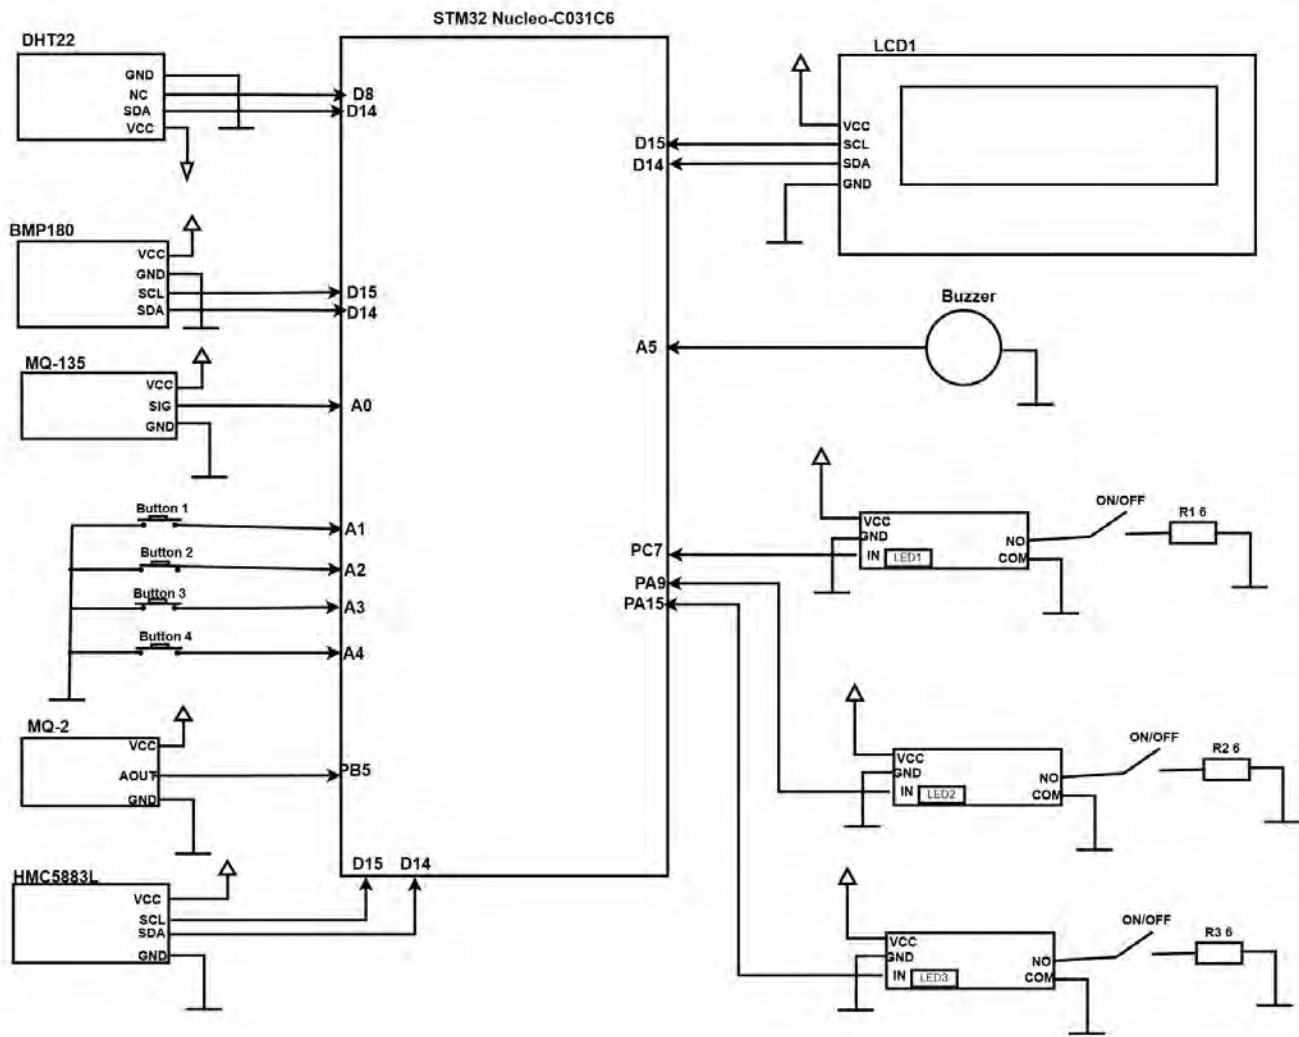 STM32 Nucleo-C031C6
DHT22
GND
NC
SDA
VCC
D8
D14
BMP180
VCC
GND
SCL
SDA
D15
D14
MQ-135
VCC
SIG
GND
A0
Button 1
A1
Button 2
A2
Button 3
A3
Button 4
A4
MQ-2
VCC
AOUT
GND
PB5
HMC5883L
VCC
SCL
SDA
GND
D15 D14
LCD1
VCC
SCL
SDA
GND
D15
D14
Buzzer
A5
PC7
PA9
PA15
VCC
GND
IN LED1
NO
COM
ON/OFF
R1 6
VCC
GND
IN LED2
NO
COM
ON/OFF
R2 6
VCC
GND
IN LED3
NO
COM
ON/OFF
R3 6